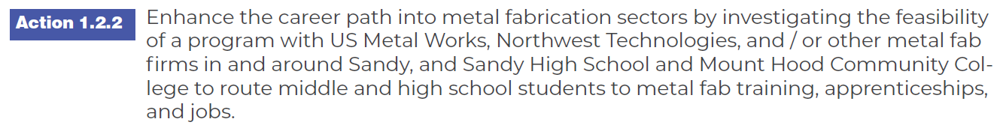 Action 1.2.2
Enhance the career path into metal fabrication sectors by investigating the feasibility
of a program with US Metal Works, Northwest Technologies, and / or other metal fab
firms in and around Sandy, and Sandy High School and Mount Hood Community Col-
lege to route middle and high school students to metal fab training, apprenticeships,
and jobs.